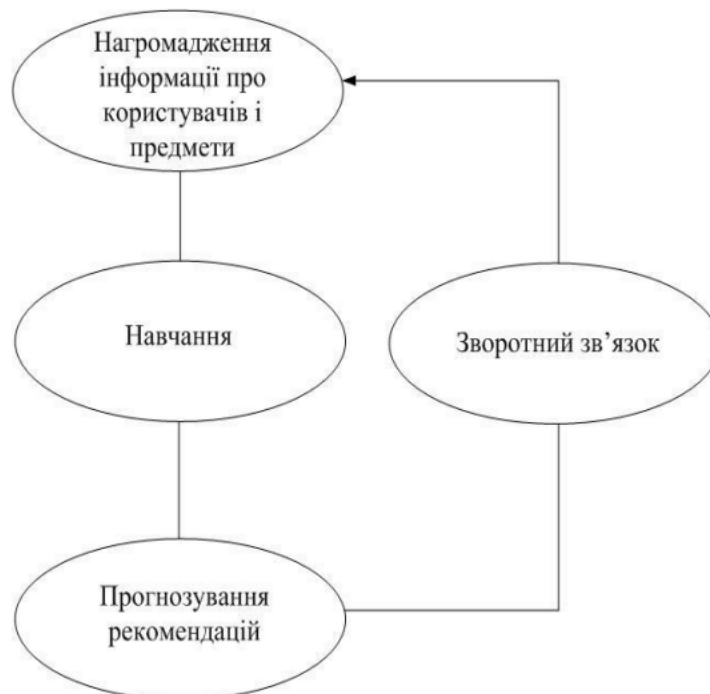 Нагромадження
інформації про
користувачів і
предмети
Навчання
Зворотний зв’язок
Прогнозування
рекомендацій